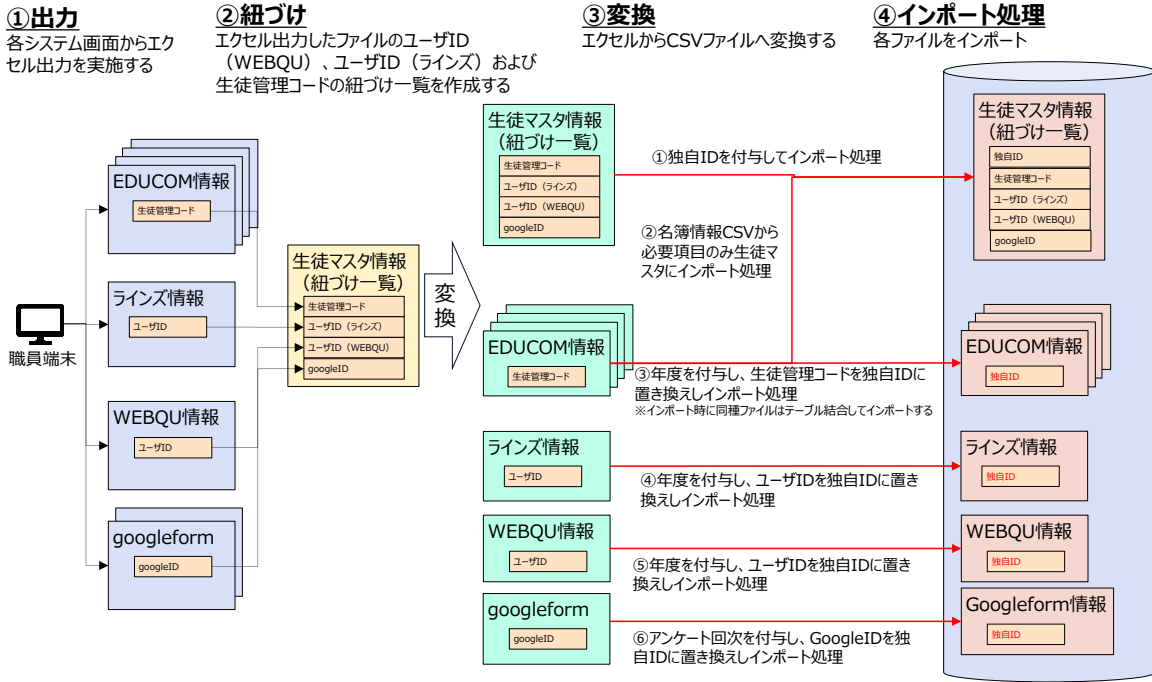 ①出力
各システム画面からエク
セル出力を実施する
②紐づけ
エクセル出力したファイルのユーザID
（WEBQU）、ユーザID（ラインズ）および
生徒管理コードの紐づけ一覧を作成する
③変換
エクセルからCSVファイルへ変換する
④インポート処理
各ファイルをインポート
職員端末
EDUCOM情報
生徒管理コード
ラインズ情報
ユーザID
WEBQU情報
ユーザID
googleform
googleID
生徒マスタ情報
（紐づけ一覧）
生徒管理コード
ユーザID（ラインズ）
ユーザID（WEBQU）
googleID
変
換
生徒マスタ情報
（紐づけ一覧）
生徒管理コード
ユーザID（ラインズ）
ユーザID（WEBQU）
googleID
EDUCOM情報
生徒管理コード
ラインズ情報
ユーザID
WEBQU情報
ユーザID
googleform
googleID
①独自IDを付与してインポート処理
②名簿情報CSVから
必要項目のみ生徒マ
スタにインポート処理
③年度を付与し、生徒管理コードを独自IDに
置き換えしインポート処理
※インポート時に同種ファイルはテーブル結合してインポートする
④年度を付与し、ユーザIDを独自IDに置き
換えしインポート処理
⑤年度を付与し、ユーザIDを独自IDに置き
換えしインポート処理
⑥アンケート回次を付与し、GoogleIDを独
自IDに置き換えしインポート処理
生徒マスタ情報
（紐づけ一覧）
独自ID
生徒管理コード
ユーザID（ラインズ）
ユーザID（WEBQU）
googleID
EDUCOM情報
独自ID
ラインズ情報
独自ID
WEBQU情報
独自ID
Googleform情報
独自ID